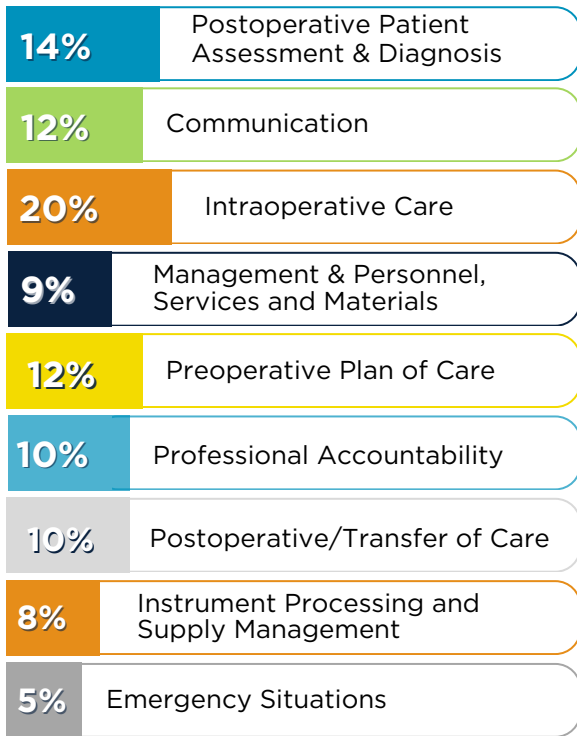 14%
Postoperative Patient
Assessment & Diagnosis
12%
Communication
20%
Intraoperative Care
9%
Management & Personnel,
Services and Materials
12%
Preoperative Plan of Care
10%
Professional Accountability
10%
Postoperative/Transfer of Care
8%
Instrument Processing and
Supply Management
5%
Emergency Situations